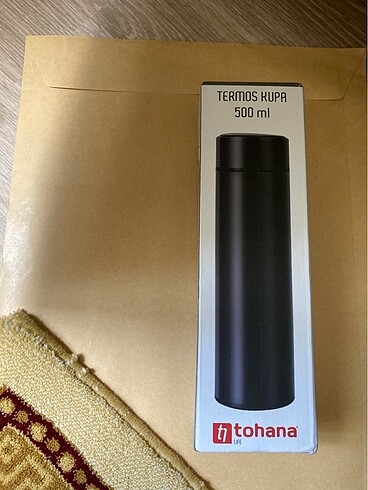 TERMOS KUPA
500 ml
tohana
LIFE